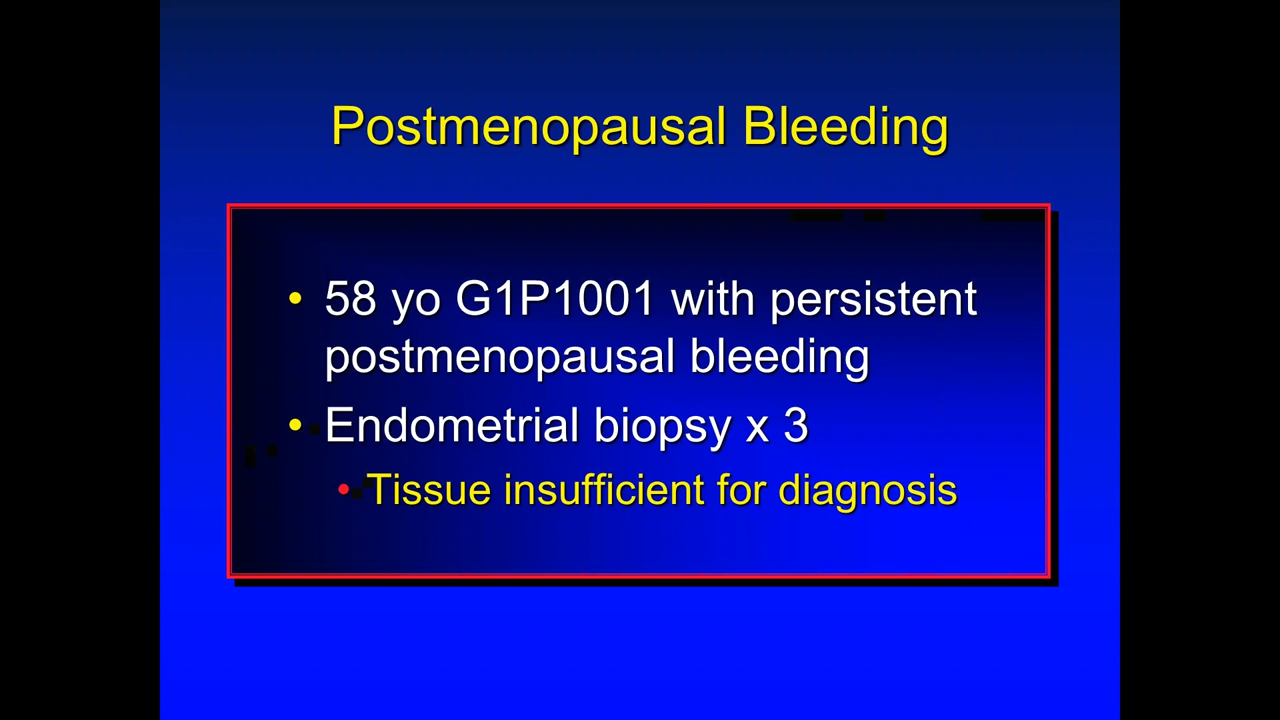 Postmenopausal Bleeding
• 58 yo G1P1001 with persistent
postmenopausal bleeding
• Endometrial biopsy x 3
• Tissue insufficient for diagnosis